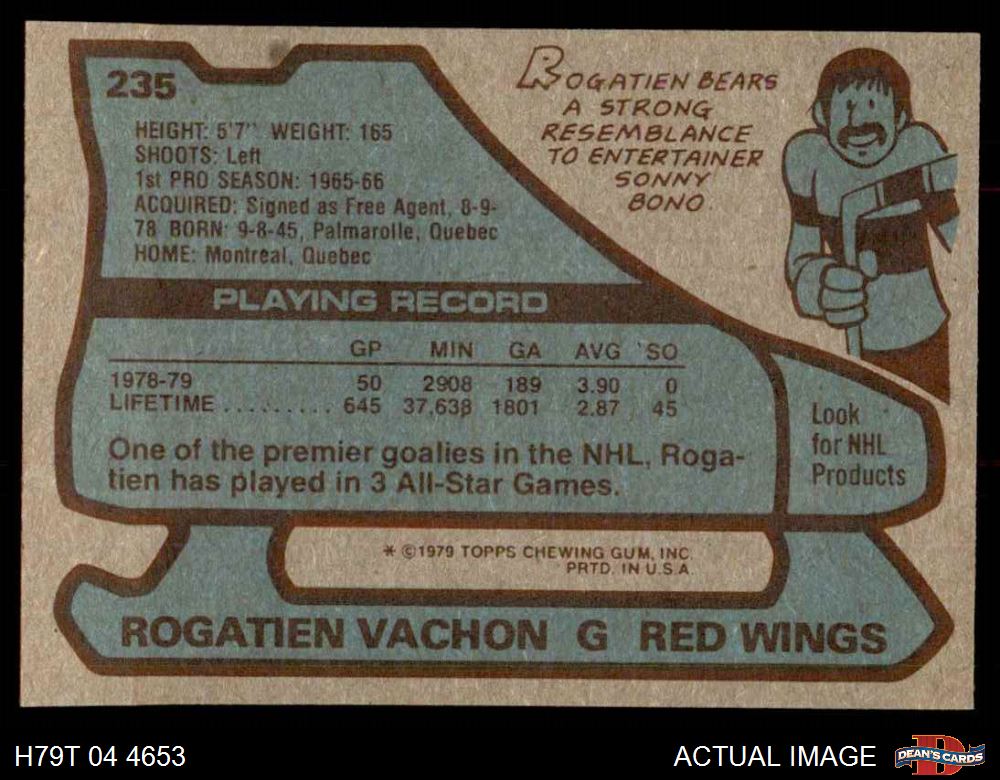 235
HEIGHT: 5'7" WEIGHT: 165
SHOOTS: Left
1st PRO SEASON: 1965-66
ACQUIRED: Signed as Free Agent, 8-9-
78 BORN: 9-8-45, Palmarolle, Quebec
HOME: Montreal, Quebec
ROGATIEN BEARS
A STRONG
RESEMBLANCE
TO ENTERTAINER
SONNY
BONO
PLAYING RECORD
GP MIN GA AVG SO
1978-79 50 2908 189 3.90 0
LIFETIME .......... 645 37,638 1801 2.87 45
One of the premier goalies in the NHL, Roga-
tien has played in 3 All-Star Games.
Look
for NHL
Products
* ©1979 TOPPS CHEWING GUM, INC.
PRTD. IN U.S.A.
ROGATIEN VACHON G RED WINGS
H79T 04 4653
ACTUAL IMAGE
DEAN'S CARDS